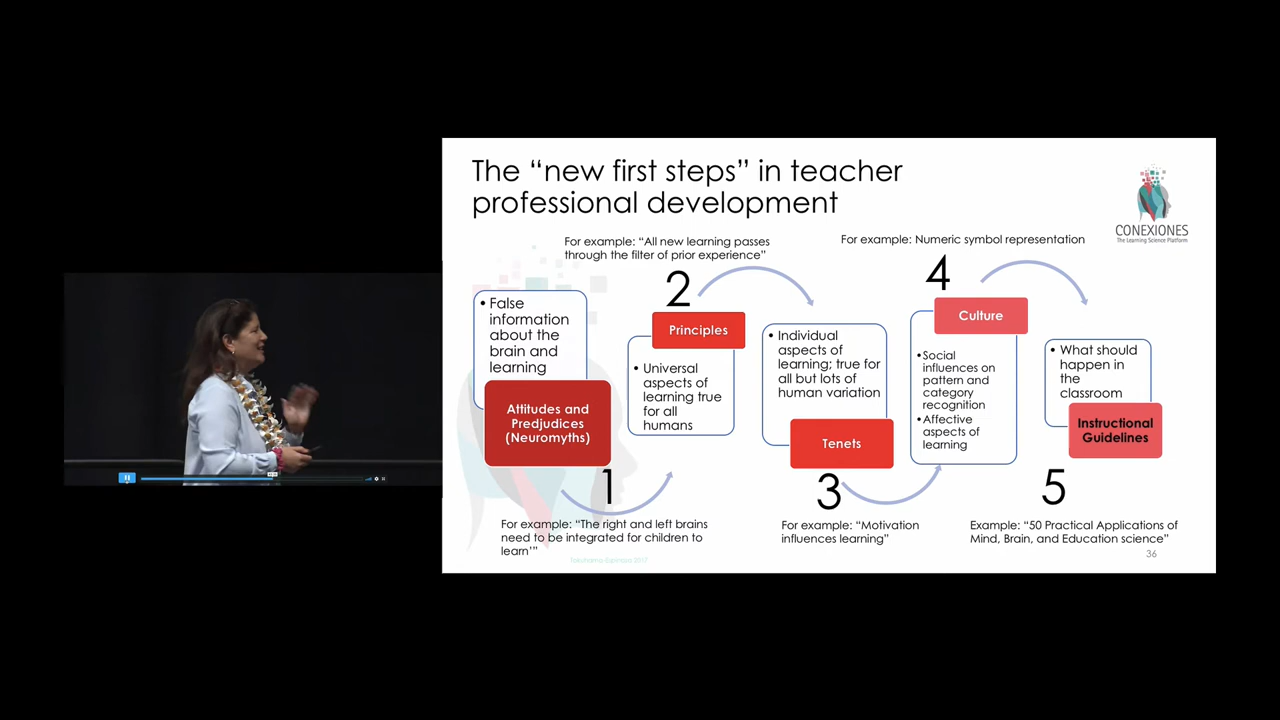 The “new first steps” in teacher
professional development
CONEXIONES
The Learning Science Platform
For example: “All new learning passes
through the filter of prior experience”
For example: Numeric symbol representation
2
4
• False
information
about the
brain and
learning
Attitudes and
Predjudices
(Neuromyths)
1
For example: “The right and left brains
need to be integrated for children to
learn’”
Principles
• Universal
aspects of
learning true
for all
humans
• Individual
aspects of
learning; true for
all but lots of
human variation
Tenets
3
For example: “Motivation
influences learning”
Culture
•Social
influences on
pattern and
category
recognition
•Affective
aspects of
learning
• What should
happen in
the
classroom
Instructional
Guidelines
5
Example: “50 Practical Applications of
Mind, Brain, and Education science”
36
Tokuhama-Espinosa 2017